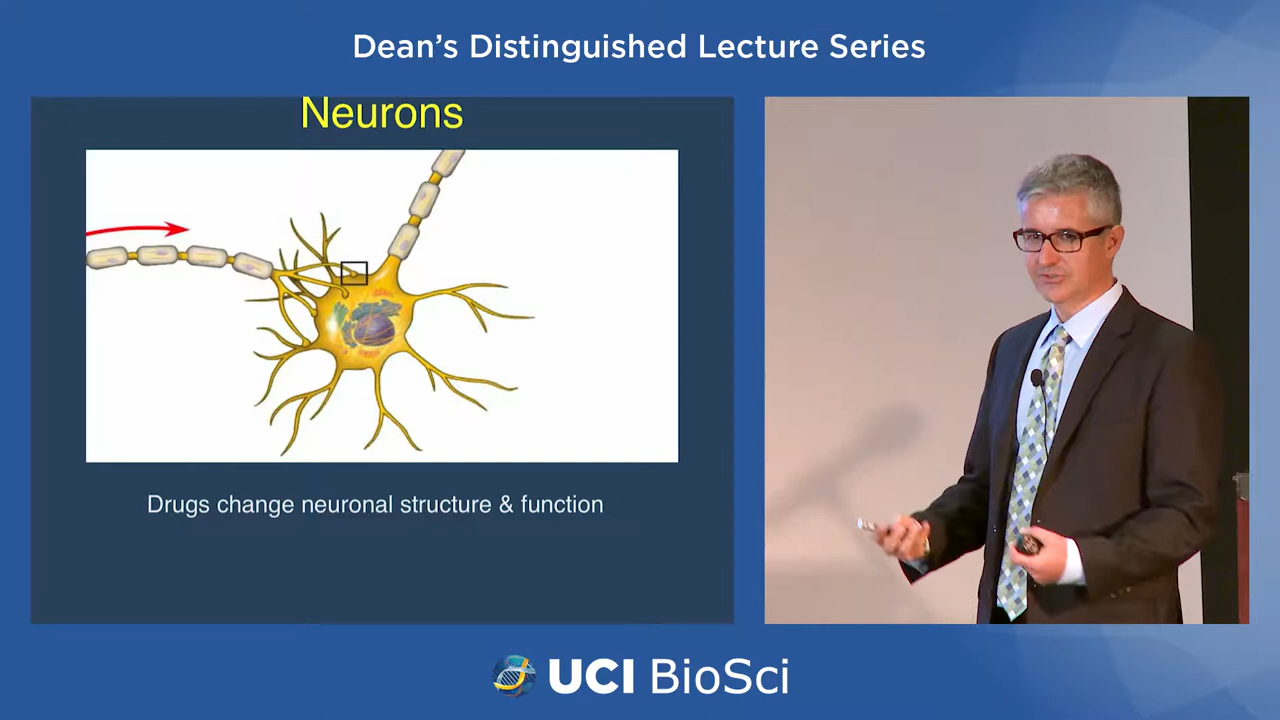 Dean’s Distinguished Lecture Series
Neurons
Drugs change neuronal structure & function
UCI BioSci